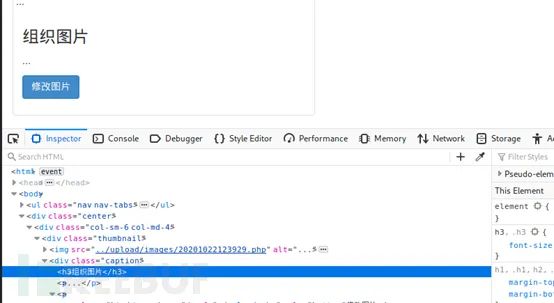 ...
组织图片
...
修改图片
Inspector Console Debugger Style Editor Performance Memory Network Storage
Search HTML
Filter Styles
<html> event
<head>⋯</head>
<body>
<ul class="nav nav-tabs">⋯</ul>
<div class="center">
<div class="col-sm-6 col-md-4">
<div class="thumbnail">
<img src="../upload/images/20201022123929.php" alt="...
<div class="caption">
<h3>组织图片</h3>
<p>...</p>
<p>
Pseudo-elem
This Element
element {
}
h3, .h3 {
font-size
}
h1, .h1, h2,
margin-top
margin-bot
REEBUF